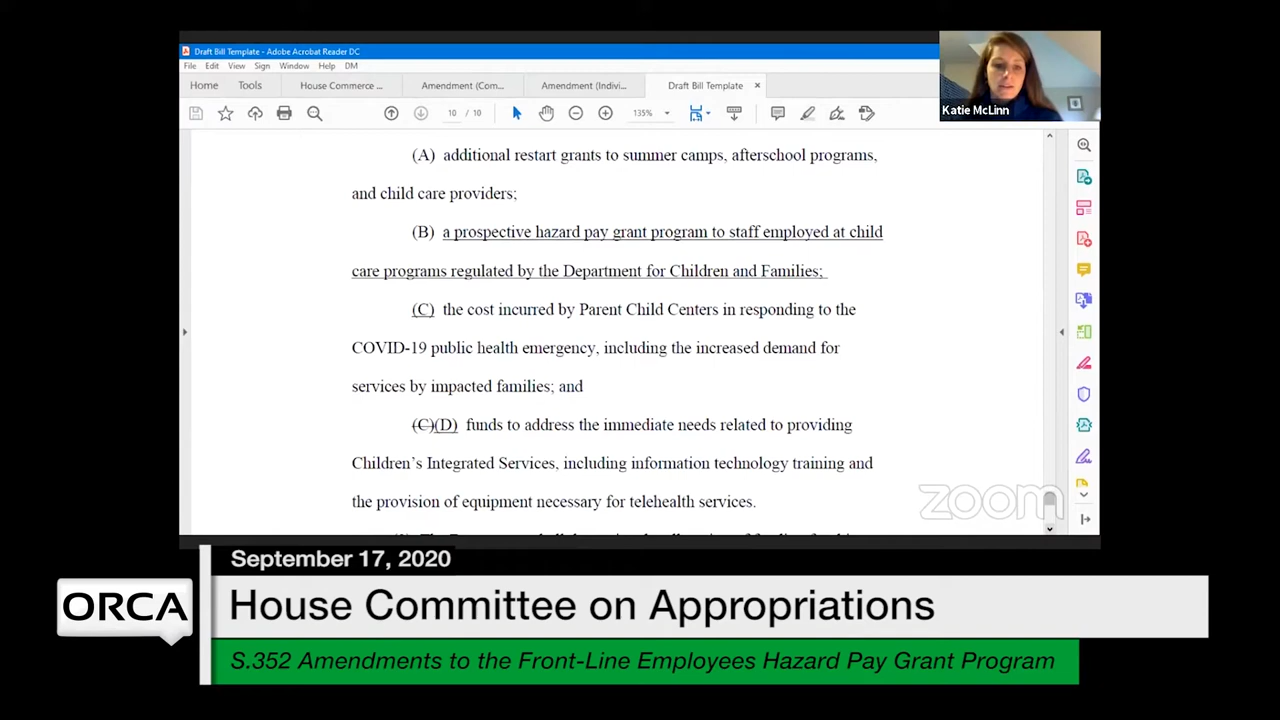 Draft Bill Template - Adobe Acrobat Reader DC
File Edit View Sign Window Help DM
Home Tools House Commerce ... Amendment (Com... Amendment (Indivi... Draft Bill Template ×
10 / 10 135%
Katie McLinn
(A) additional restart grants to summer camps, afterschool programs,
and child care providers;
(B) a prospective hazard pay grant program to staff employed at child
care programs regulated by the Department for Children and Families;
(C) the cost incurred by Parent Child Centers in responding to the
COVID-19 public health emergency, including the increased demand for
services by impacted families; and
(C)(D) funds to address the immediate needs related to providing
Children's Integrated Services, including information technology training and
the provision of equipment necessary for telehealth services.
zoom
September 17, 2020
ORCA
House Committee on Appropriations
S.352 Amendments to the Front-Line Employees Hazard Pay Grant Program